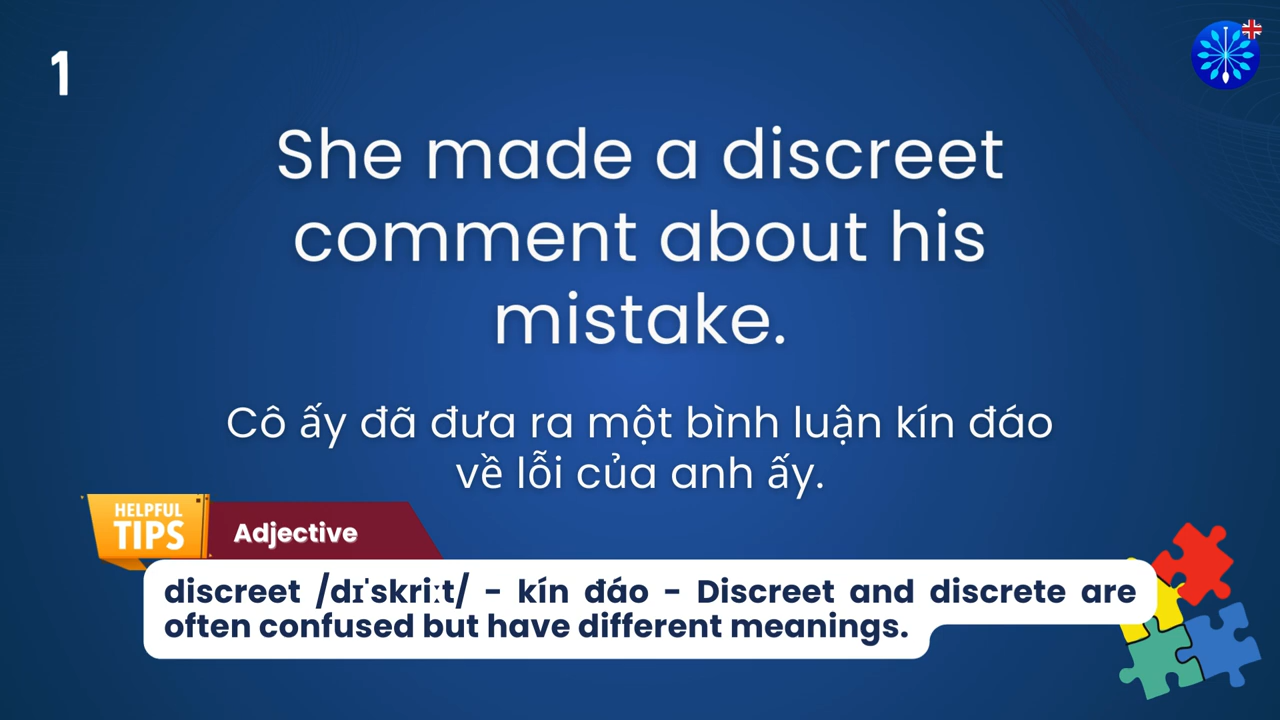 1
She made a discreet
comment about his
mistake.
Cô ấy đã đưa ra một bình luận kín đáo
về lỗi của anh ấy.
HELPFUL
TIPS
Adjective
discreet /dɪˈskriːt/ - kín đáo - Discreet and discrete are
often confused but have different meanings.